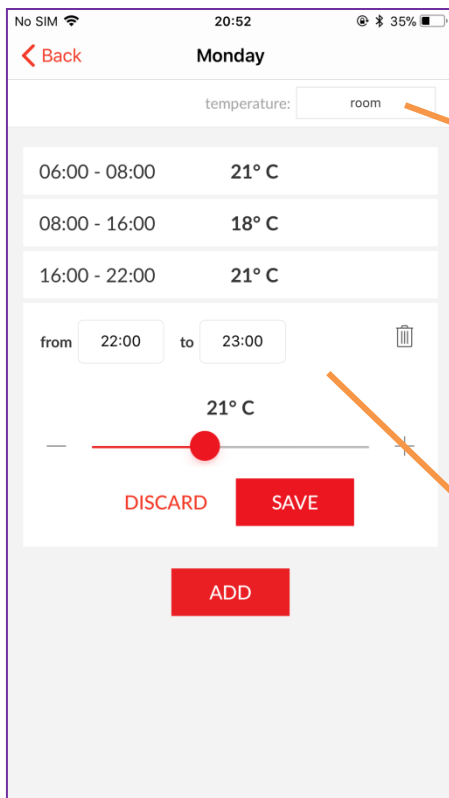 No SIM 20:52 35%
Back Monday
temperature: room
06:00 - 08:00 21° C
08:00 - 16:00 18° C
16:00 - 22:00 21° C
from 22:00 to 23:00
21° C
DISCARD SAVE
ADD